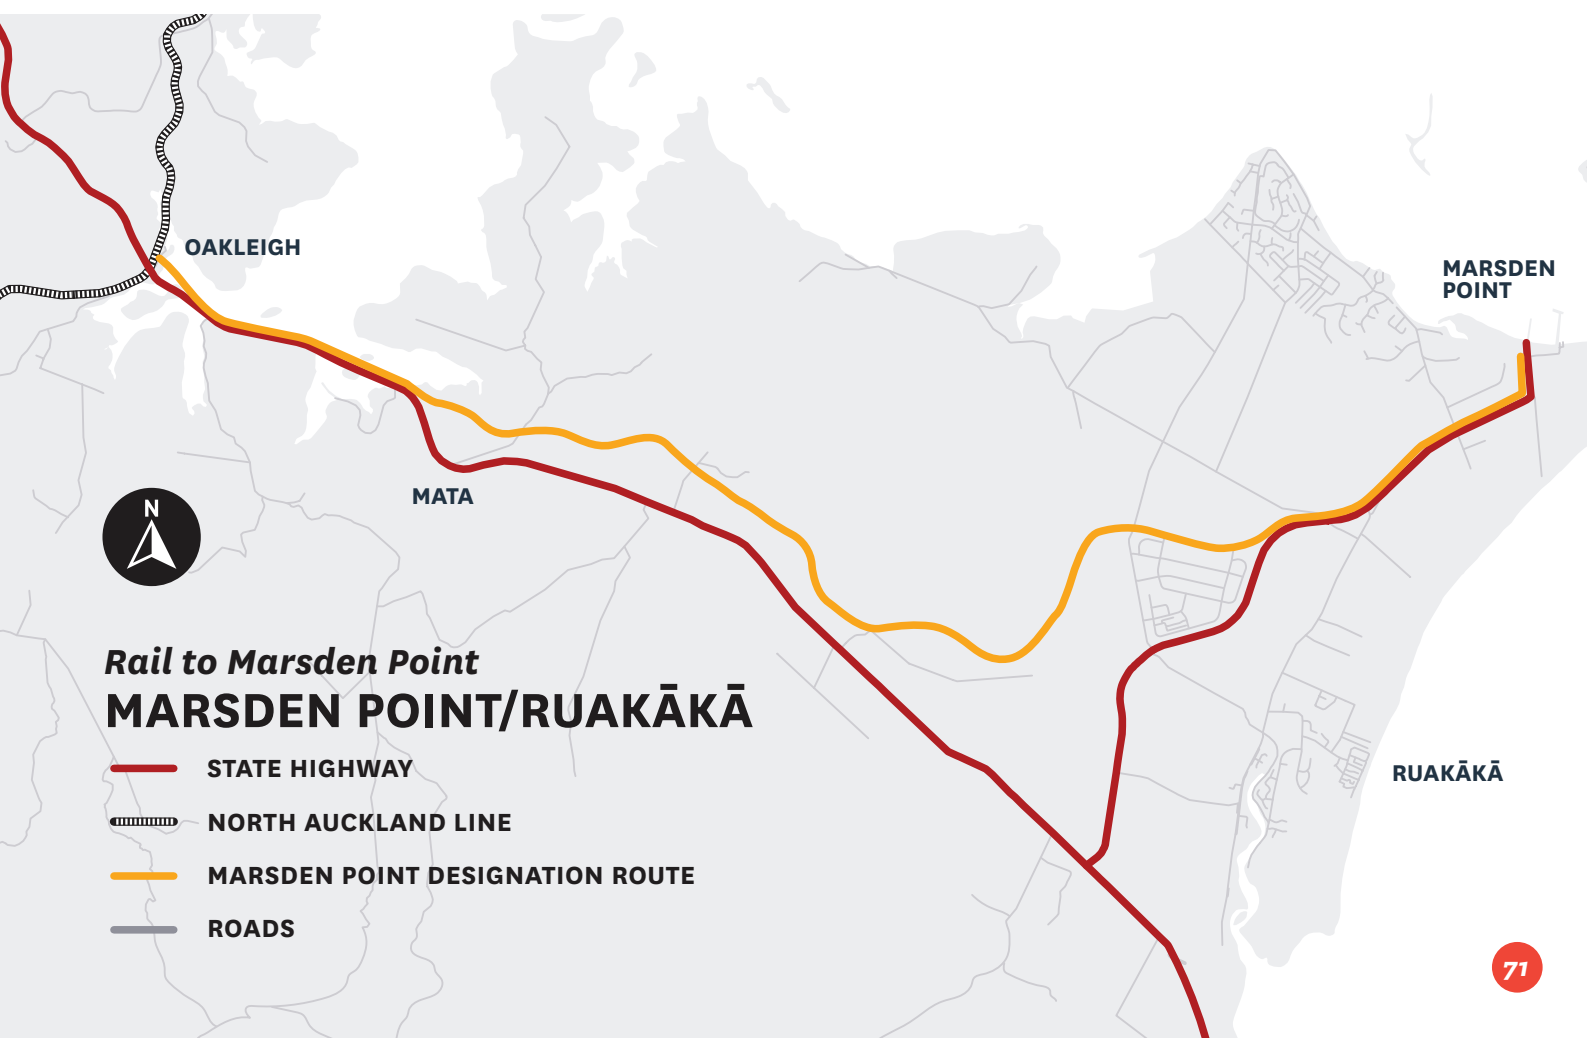 OAKLEIGH
MARSDEN
POINT
MATA
N
Rail to Marsden Point
MARSDEN POINT/RUAKĀKĀ
STATE HIGHWAY
RUAKĀKĀ
NORTH AUCKLAND LINE
MARSDEN POINT DESIGNATION ROUTE
ROADS
71